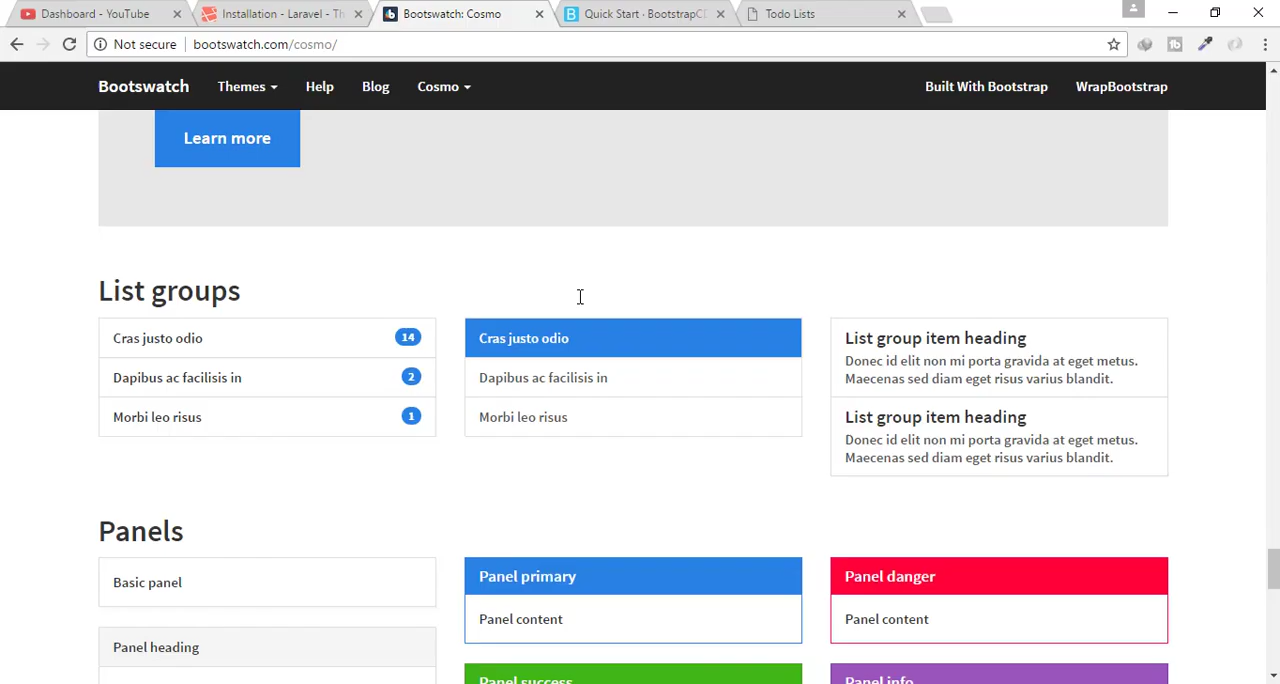 Dashboard - YouTube
Installation - Laravel - Th
Bootswatch: Cosmo
Quick Start · BootstrapCD
Todo Lists
Not secure
bootswatch.com/cosmo/
Bootswatch
Themes
Help
Blog
Cosmo
Built With Bootstrap
WrapBootstrap
Learn more
List groups
Cras justo odio 14
Dapibus ac facilisis in 2
Morbi leo risus 1
Cras justo odio
Dapibus ac facilisis in
Morbi leo risus
List group item heading
Donec id elit non mi porta gravida at eget metus.
Maecenas sed diam eget risus varius blandit.
List group item heading
Donec id elit non mi porta gravida at eget metus.
Maecenas sed diam eget risus varius blandit.
Panels
Basic panel
Panel heading
Panel primary
Panel content
Panel success
Panel danger
Panel content
Panel info